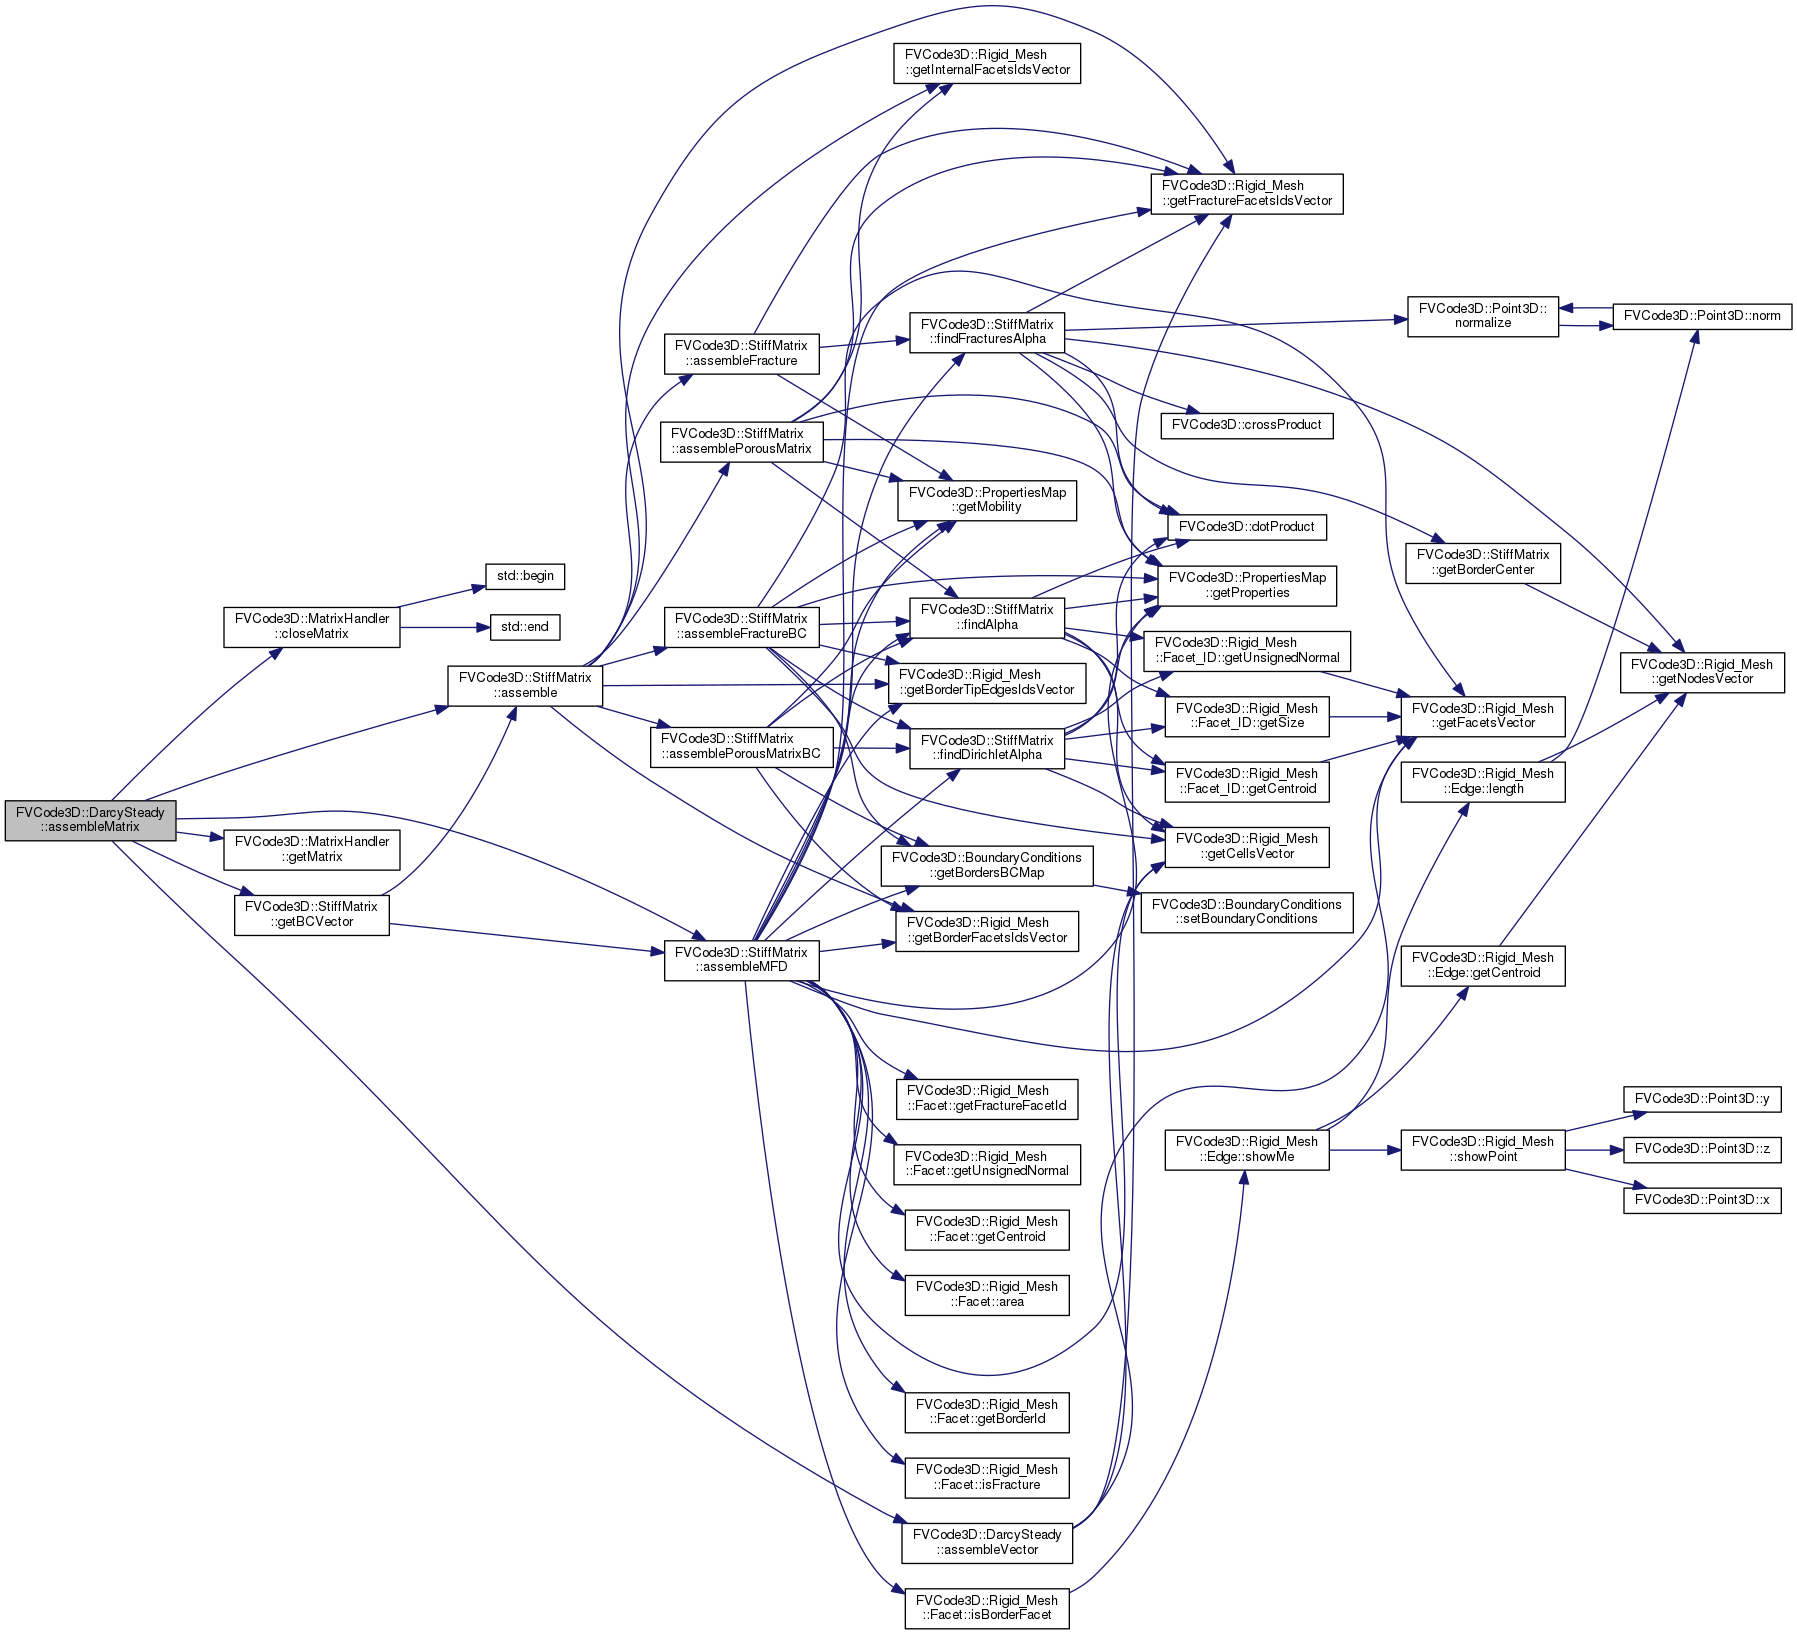 FVCode3D::Rigid_Mesh
::getInternalFacetsIdsVector
FVCode3D::Rigid_Mesh
::getFractureFacetsIdsVector
FVCode3D::Point3D::
normalize
FVCode3D::Point3D::norm
FVCode3D::StiffMatrix
::findFracturesAlpha
FVCode3D::StiffMatrix
::assembleFracture
FVCode3D::crossProduct
FVCode3D::StiffMatrix
::assemblePorousMatrix
FVCode3D::PropertiesMap
::getMobility
FVCode3D::dotProduct
FVCode3D::StiffMatrix
::getBorderCenter
std::begin
FVCode3D::PropertiesMap
::getProperties
FVCode3D::MatrixHandler
::closeMatrix
std::end
FVCode3D::StiffMatrix
::assembleFractureBC
FVCode3D::StiffMatrix
::findAlpha
FVCode3D::Rigid_Mesh
::Facet_ID::getUnsignedNormal
FVCode3D::Rigid_Mesh
::getNodesVector
FVCode3D::StiffMatrix
::assemble
FVCode3D::Rigid_Mesh
::getBorderTipEdgesIdsVector
FVCode3D::Rigid_Mesh
::Facet_ID::getSize
FVCode3D::Rigid_Mesh
::getFacetsVector
FVCode3D::StiffMatrix
::assemblePorousMatrixBC
FVCode3D::StiffMatrix
::findDirichletAlpha
FVCode3D::Rigid_Mesh
::Facet_ID::getCentroid
FVCode3D::Rigid_Mesh
::Edge::length
FVCode3D::DarcySteady
::assembleMatrix
FVCode3D::MatrixHandler
::getMatrix
FVCode3D::Rigid_Mesh
::getCellsVector
FVCode3D::BoundaryConditions
::getBordersBCMap
FVCode3D::StiffMatrix
::getBCVector
FVCode3D::Rigid_Mesh
::getBorderFacetsIdsVector
FVCode3D::BoundaryConditions
::setBoundaryConditions
FVCode3D::StiffMatrix
::assembleMFD
FVCode3D::Rigid_Mesh
::Edge::getCentroid
FVCode3D::Rigid_Mesh
::Facet::getFractureFacetId
FVCode3D::Point3D::y
FVCode3D::Rigid_Mesh
::Facet::getUnsignedNormal
FVCode3D::Rigid_Mesh
::Edge::showMe
FVCode3D::Rigid_Mesh
::showPoint
FVCode3D::Point3D::z
FVCode3D::Point3D::x
FVCode3D::Rigid_Mesh
::Facet::getCentroid
FVCode3D::Rigid_Mesh
::Facet::area
FVCode3D::Rigid_Mesh
::Facet::getBorderId
FVCode3D::Rigid_Mesh
::Facet::isFracture
FVCode3D::DarcySteady
::assembleVector
FVCode3D::Rigid_Mesh
::Facet::isBorderFacet